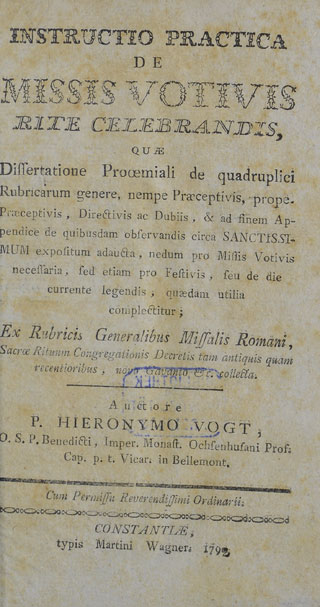 INSTRUCTIO PRACTICA
DE
MISSIS VOTIVIS
RITE CELEBRANDIS,
QUÆ
Diſſertatione Proœmiali de quadruplici
Rubricarum genere, nempe Præceptivis, prope-
Præceptivis, Directivis ac Dubiis, & ad finem Ap-
pendice de quibusdam obſervandis circa SANCTISSI-
MUM expoſitum adaucta, nedum pro Miſſis Votivis
neceſſaria, ſed etiam pro Feſtivis, ſeu de die
currente legendis, quædam utilia
complectitur;
Ex Rubricis Generalibus Miſſalis Romani,
Sacræ Rituum Congregationis Decretis tam antiquis quam
recentioribus, novo &c. collecta.
Auctore
P. HIERONYMO VOGT,
O. S. P. Benedicti, Imper. Monaſt. Ochſenhuſani Prof.
Cap. p. t. Vicar. in Bellemont.
Cum Permiſſu Reverendiſſimi Ordinarii.
CONSTANTIÆ,
typis Martini Wagner.